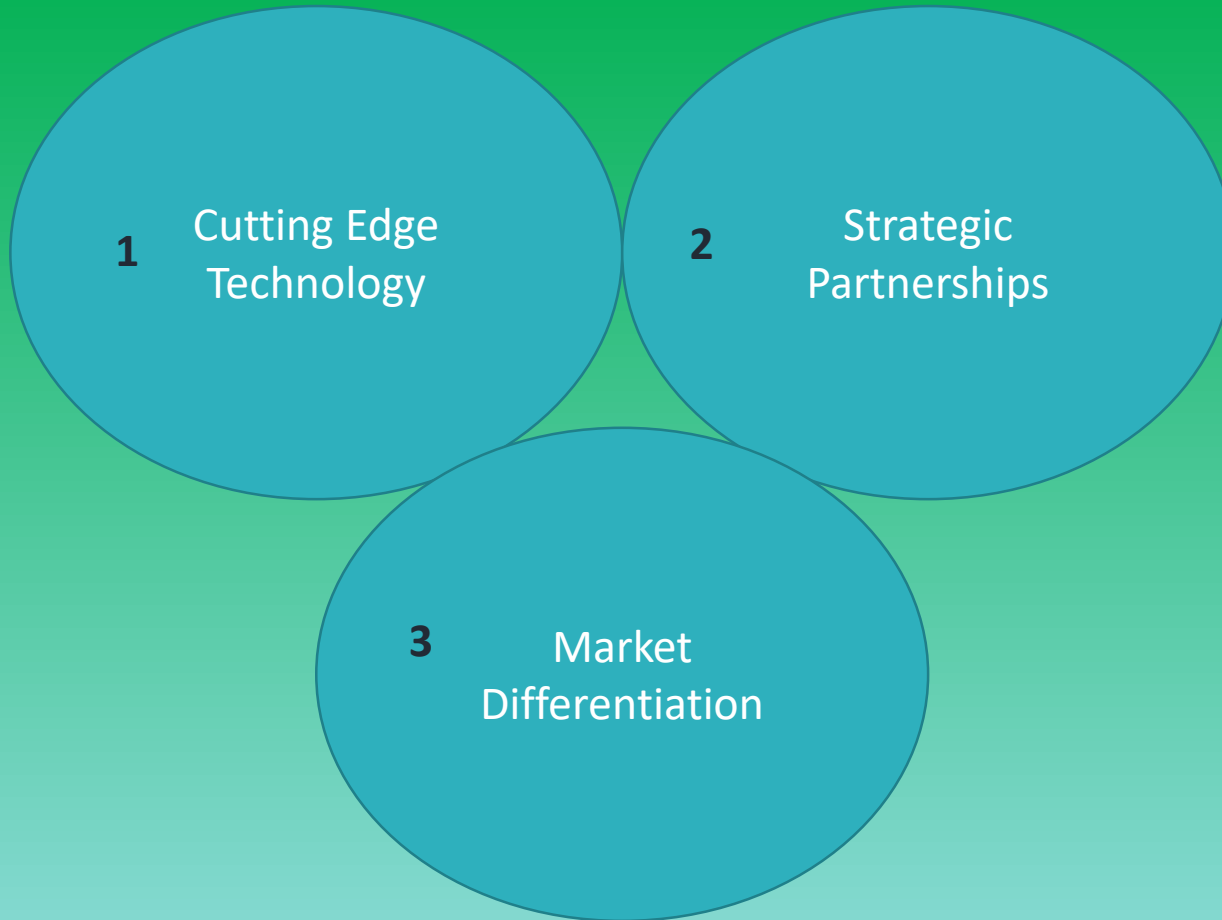 1
Cutting Edge
Technology
2
Strategic
Partnerships
3
Market
Differentiation